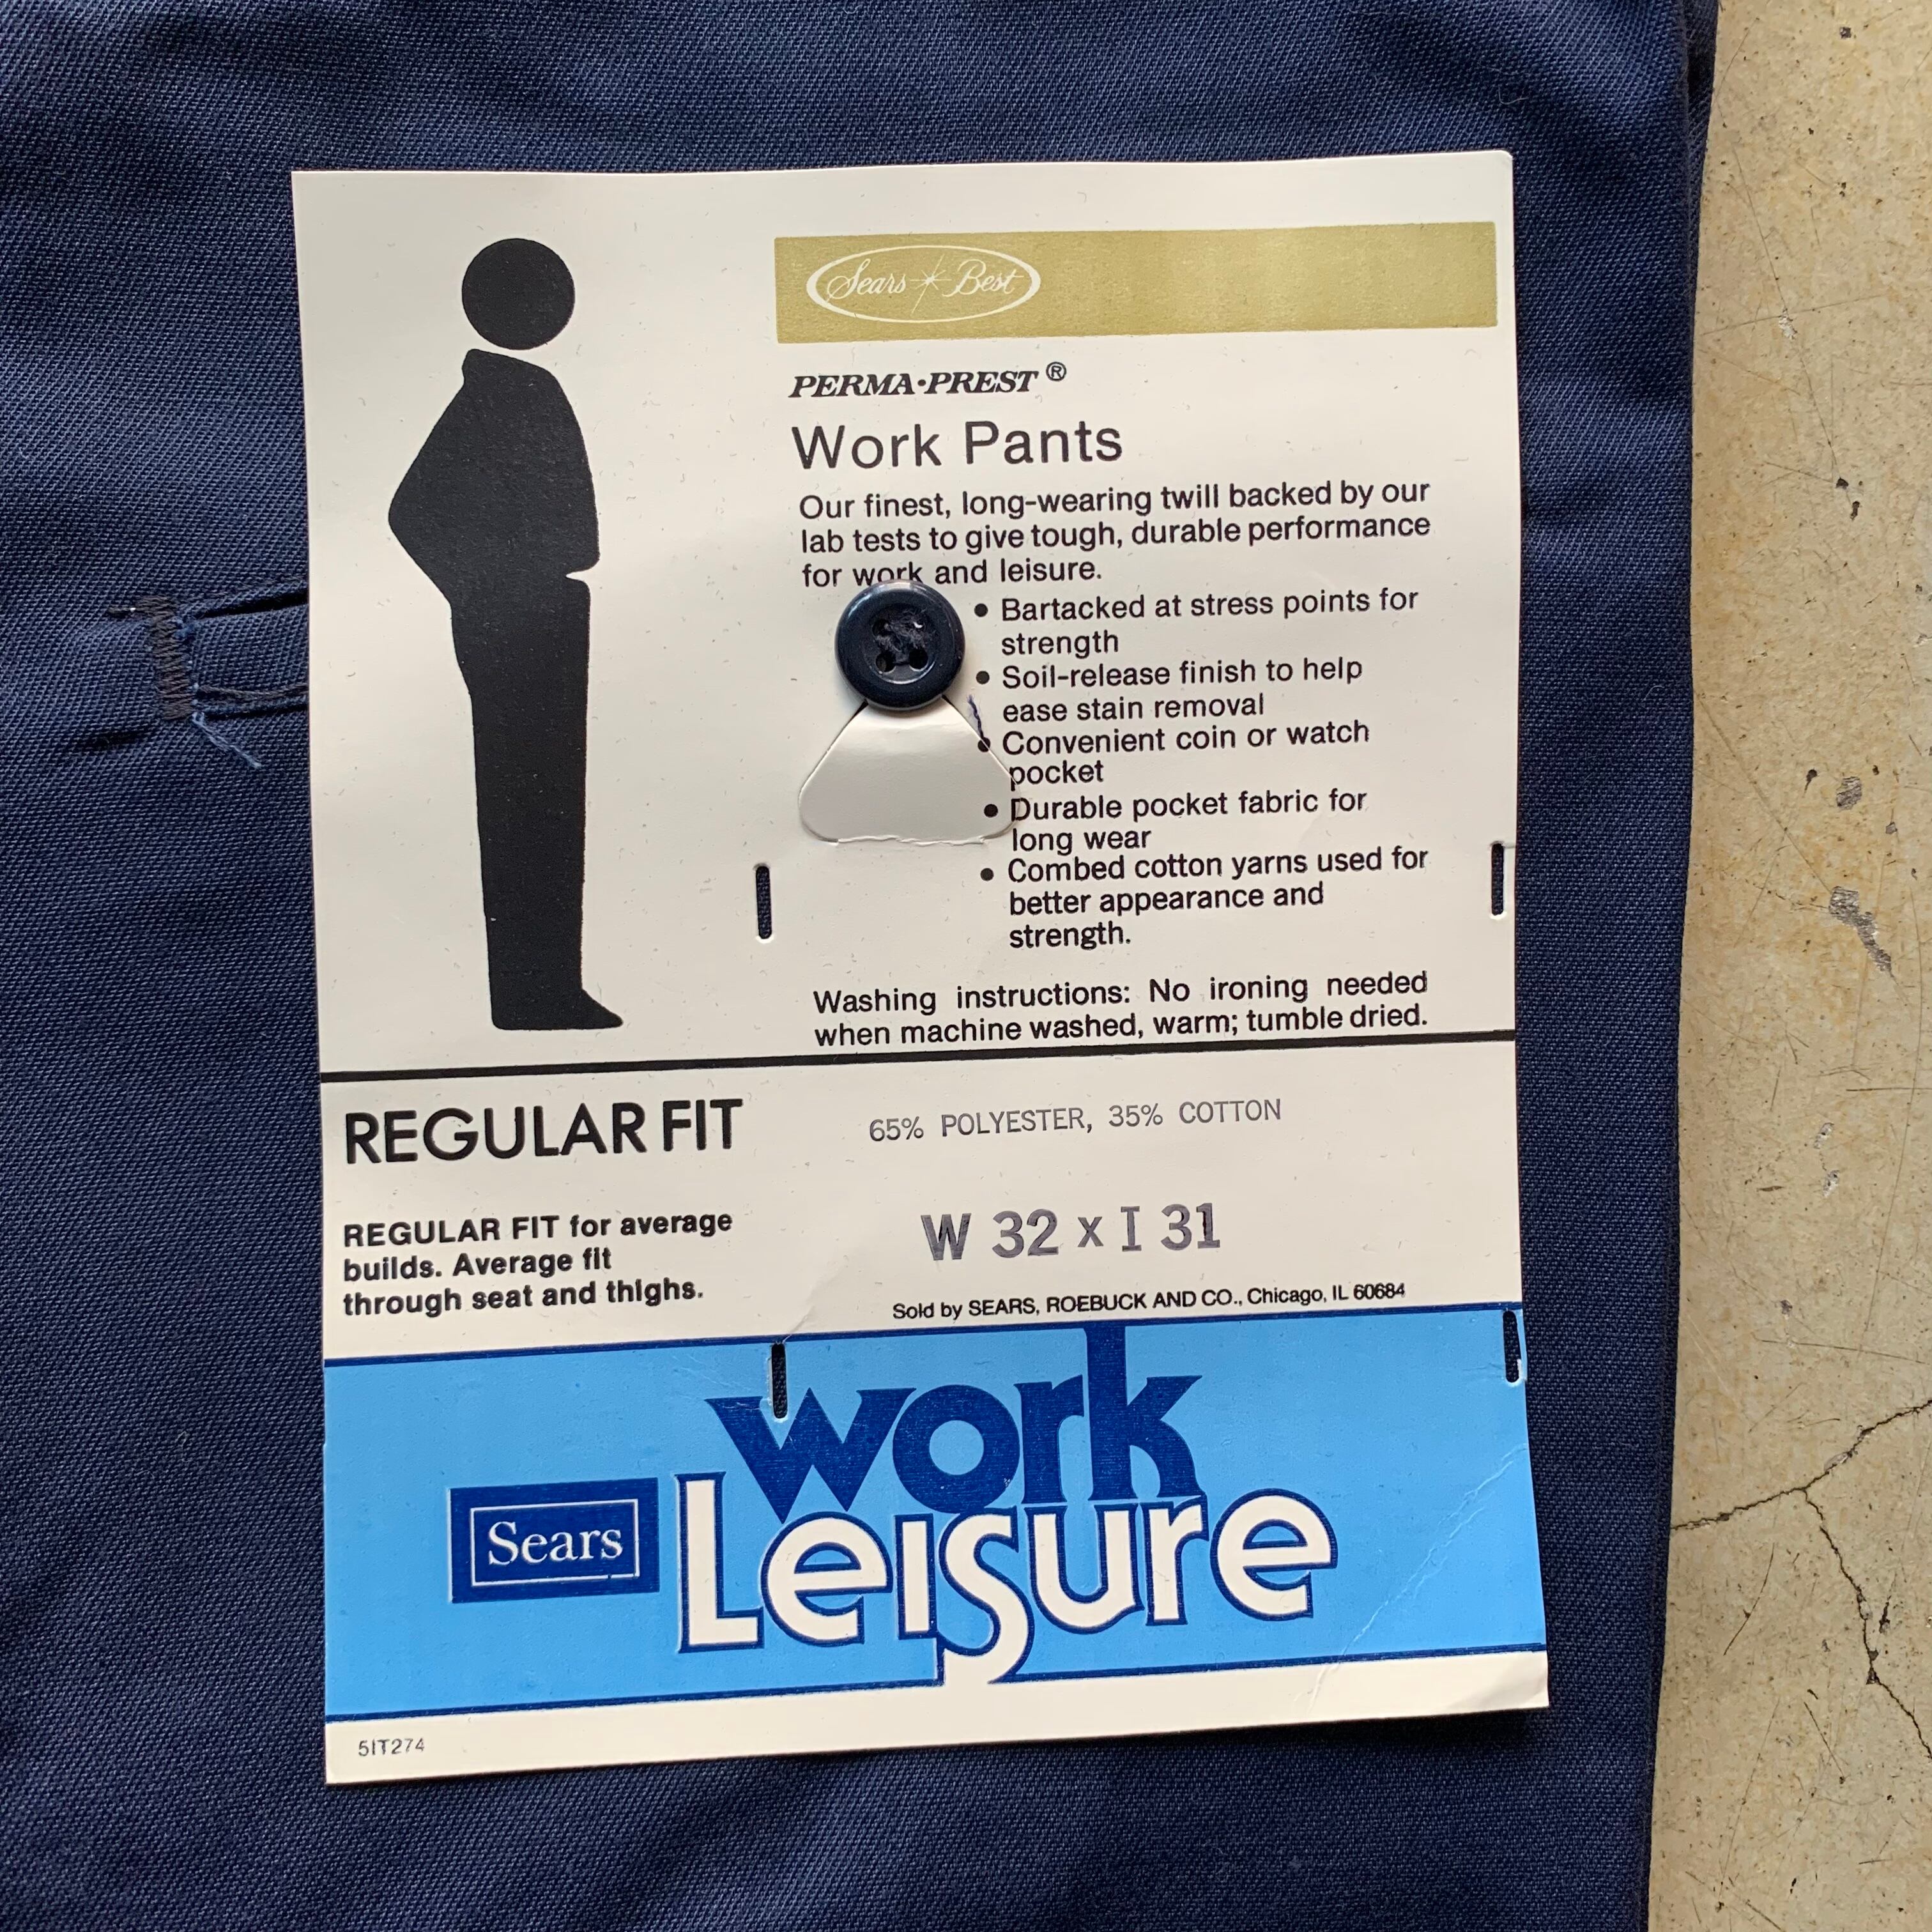 Sears Best
PERMA•PREST ®
Work Pants
Our finest, long-wearing twill backed by our
lab tests to give tough, durable performance
for work and leisure.
• Bartacked at stress points for
strength
• Soil-release finish to help
ease stain removal
• Convenient coin or watch
pocket
• Durable pocket fabric for
long wear
• Combed cotton yarns used for
better appearance and
strength.
Washing instructions: No ironing needed
when machine washed, warm; tumble dried.
REGULAR FIT
65% POLYESTER, 35% COTTON
REGULAR FIT for average
builds. Average fit
through seat and thighs.
W 32 x I 31
Sold by SEARS, ROEBUCK AND CO., Chicago, IL 60684
work
Sears
Leisure
51T274